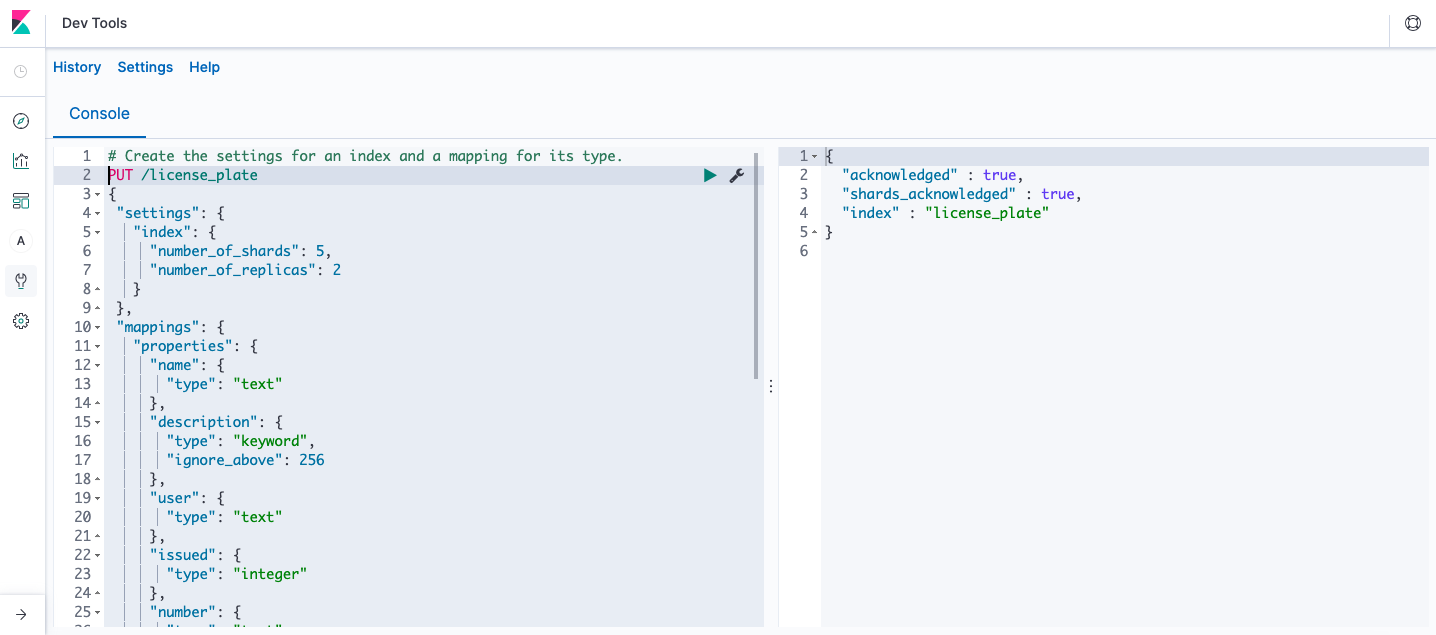 Dev Tools
History Settings Help
Console
A
1 # Create the settings for an index and a mapping for its type.
2 PUT /license_plate
3 {
4 "settings": {
5 "index": {
6 "number_of_shards": 5,
7 "number_of_replicas": 2
8 }
9 },
10 "mappings": {
11 "properties": {
12 "name": {
13 "type": "text"
14 },
15 "description": {
16 "type": "keyword",
17 "ignore_above": 256
18 },
19 "user": {
20 "type": "text"
21 },
22 "issued": {
23 "type": "integer"
24 },
25 "number": {
1 {
2 "acknowledged" : true,
3 "shards_acknowledged" : true,
4 "index" : "license_plate"
5 }
6